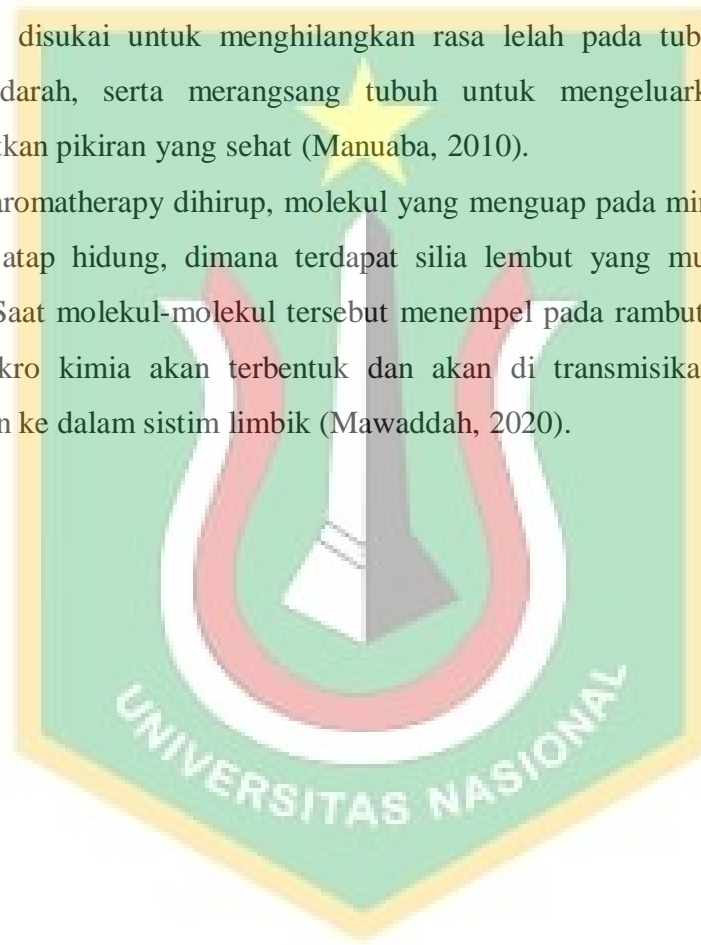 disukai untuk menghilangkan rasa lelah pada tub
darah, serta merangsang tubuh untuk mengeluark
tkan pikiran yang sehat (Manuaba, 2010).
aromatherapy dihirup, molekul yang menguap pada mi
atap hidung, dimana terdapat silia lembut yang mu
Saat molekul-molekul tersebut menempel pada rambut
kro kimia akan terbentuk dan akan di transmisika
n ke dalam sistim limbik (Mawaddah, 2020).
UNIVERSITAS NASIONAL